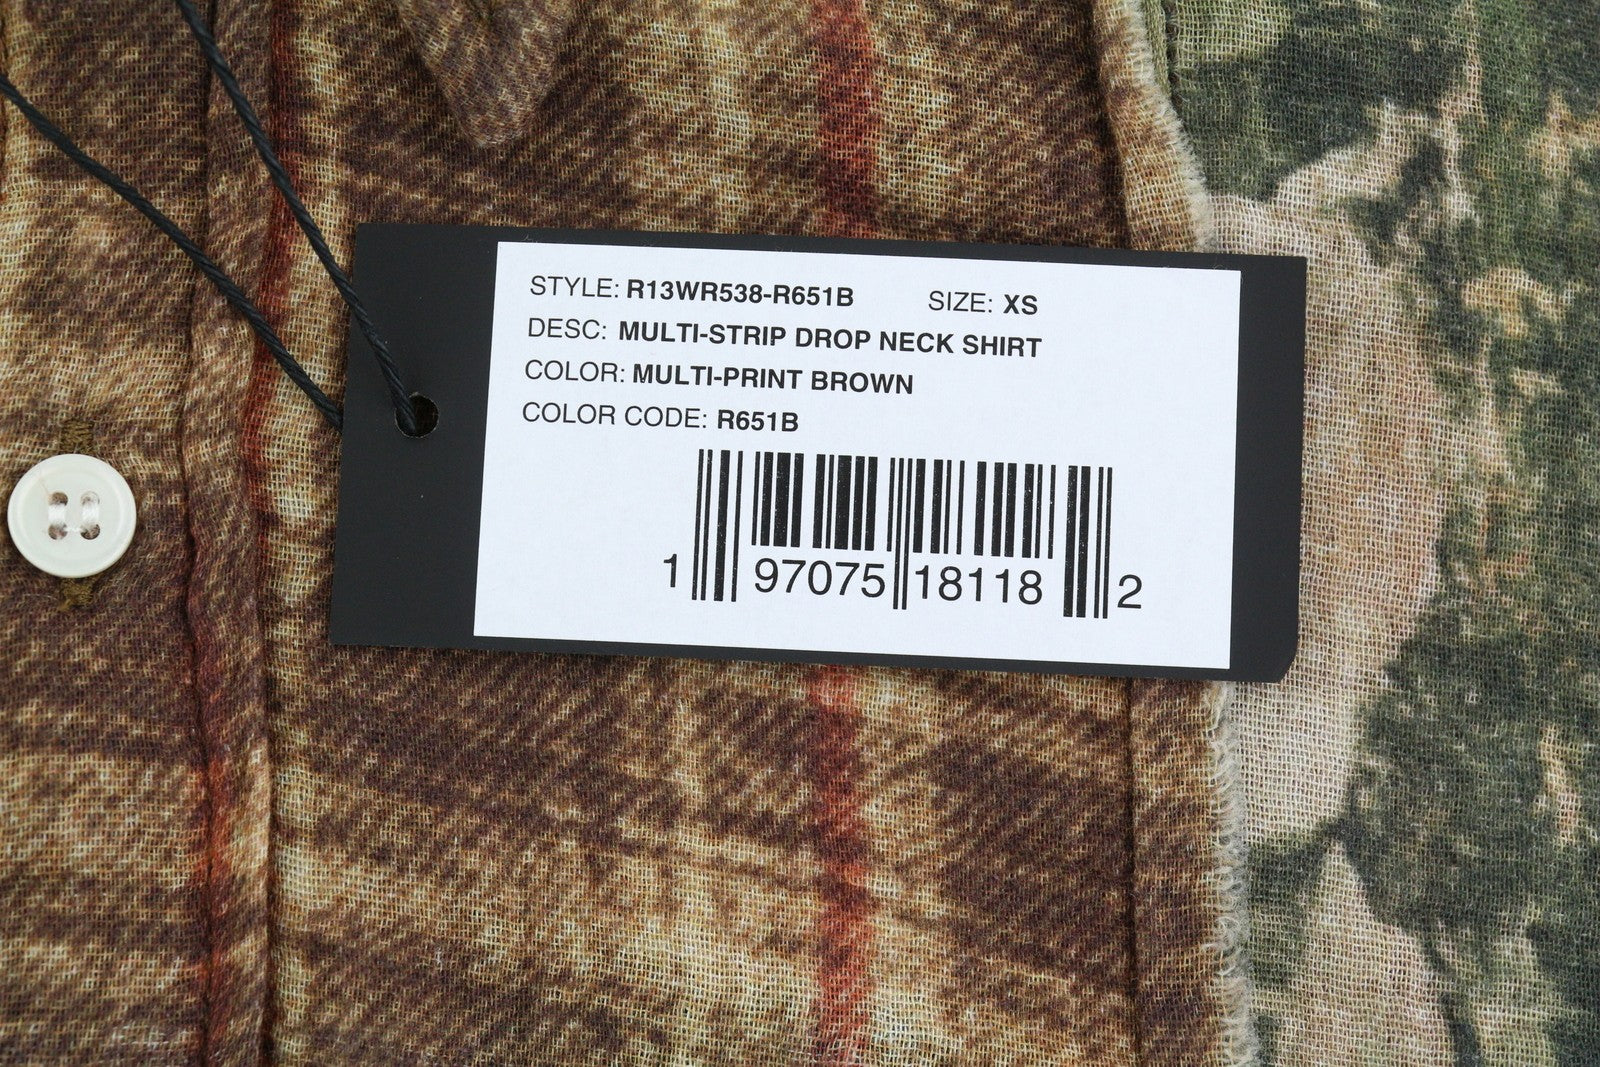 STYLE: R13WR538-R651B SIZE: XS
DESC: MULTI-STRIP DROP NECK SHIRT
COLOR: MULTI-PRINT BROWN
COLOR CODE: R651B
1 97075 18118 2